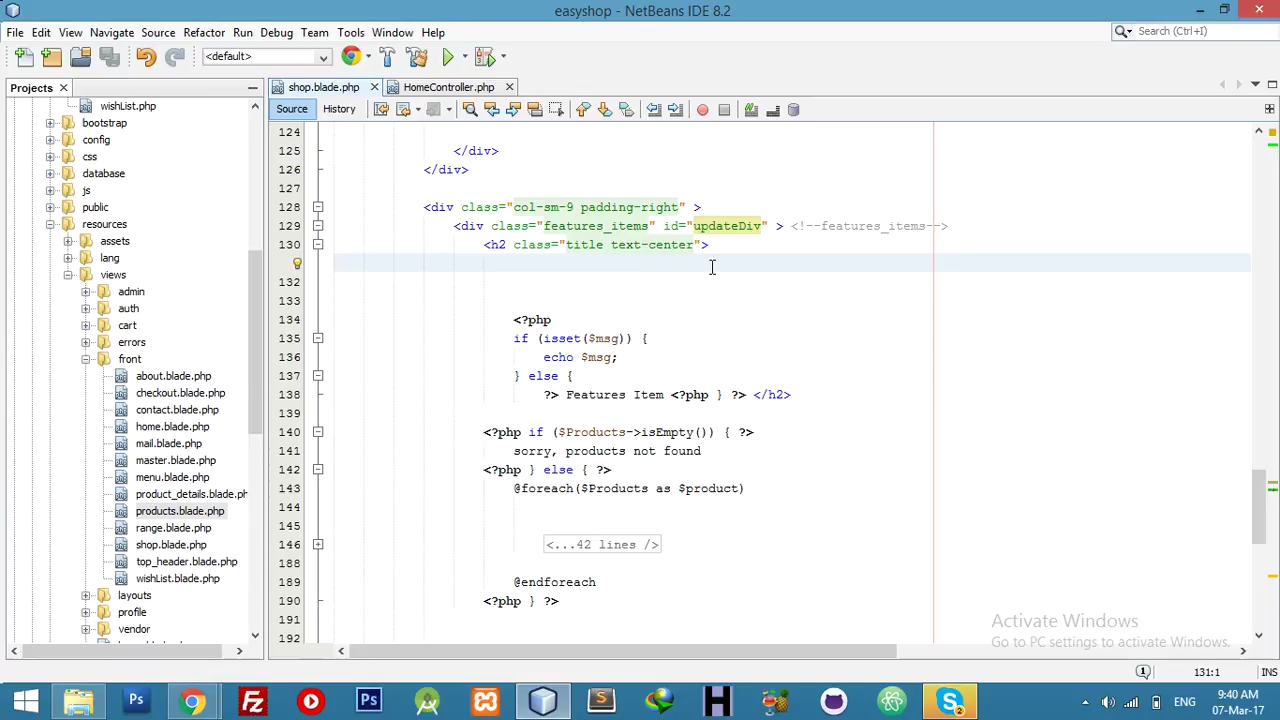 easyshop - NetBeans IDE 8.2
File Edit View Navigate Source Refactor Run Debug Team Tools Window Help
Search (Ctrl+I)
<default>
Projects
shop.blade.php
HomeController.php
Source
History
wishList.php
bootstrap
config
css
database
js
public
resources
assets
lang
views
admin
auth
cart
errors
front
about.blade.php
checkout.blade.php
contact.blade.php
home.blade.php
mail.blade.php
master.blade.php
menu.blade.php
product_details.blade.ph
products.blade.php
range.blade.php
shop.blade.php
top_header.blade.php
wishList.blade.php
layouts
profile
vendor
124
125 </div>
126 </div>
127
128 <div class="col-sm-9 padding-right" >
129 <div class="features_items" id="updateDiv" > <!--features_items-->
130 <h2 class="title text-center">
132
133
134 <?php
135 if (isset($msg)) {
136 echo $msg;
137 } else {
138 ?> Features Item <?php } ?> </h2>
139
140 <?php if ($Products->isEmpty()) { ?>
141 sorry, products not found
142 <?php } else { ?>
143 @foreach($Products as $product)
144
145
146 <...42 lines />
188
189 @endforeach
190 <?php } ?>
191
192
Activate Windows
Go to PC settings to activate Windows.
131:1 INS
Ps
Ps
S
H
S 2
ENG
9:40 AM
07-Mar-17